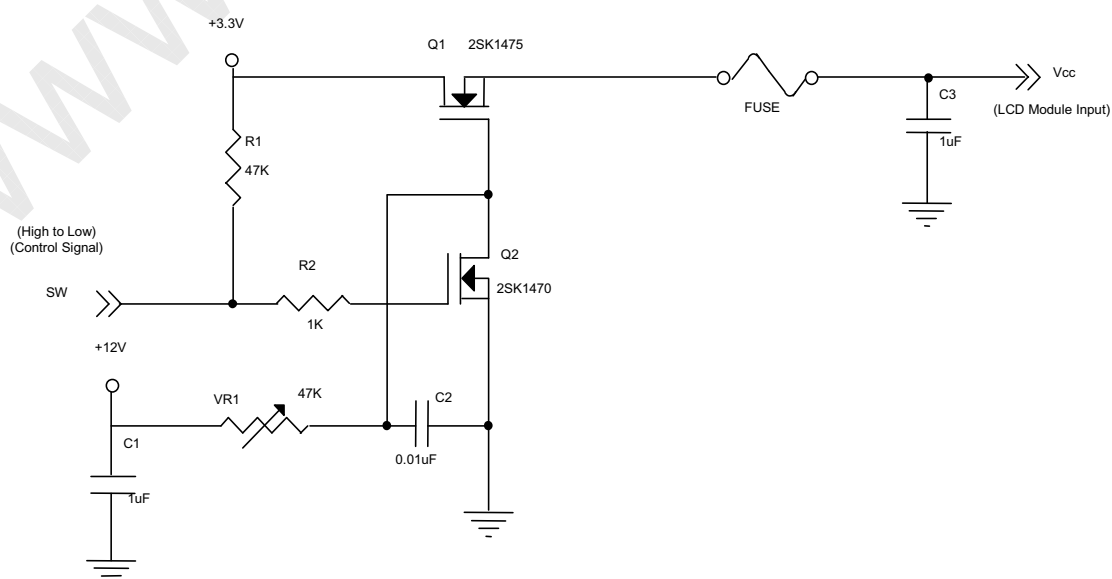 +3.3V
Q1 2SK1475
FUSE
Vcc
C3
(LCD Module Input)
1uF
R1
47K
(High to Low)
(Control Signal)
SW
R2
1K
Q2
2SK1470
+12V
VR1
47K
C2
0.01uF
C1
1uF